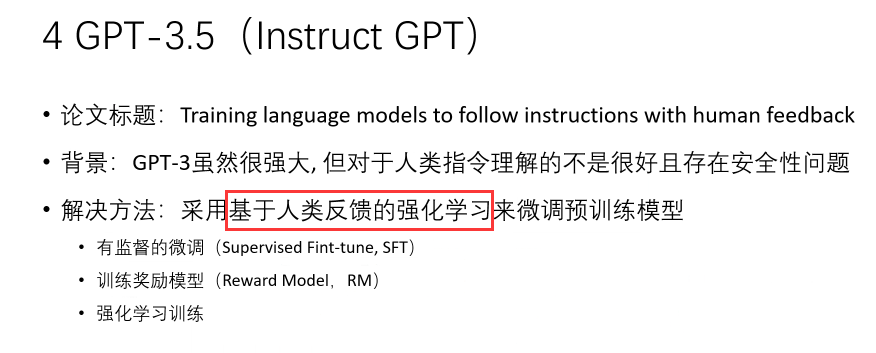 4 GPT-3.5（Instruct GPT）
• 论文标题：Training language models to follow instructions with human feedback
• 背景：GPT-3虽然很强大, 但对于人类指令理解的不是很好且存在安全性问题
• 解决方法：采用基于人类反馈的强化学习来微调预训练模型
• 有监督的微调（Supervised Fint-tune, SFT）
• 训练奖励模型（Reward Model，RM）
• 强化学习训练